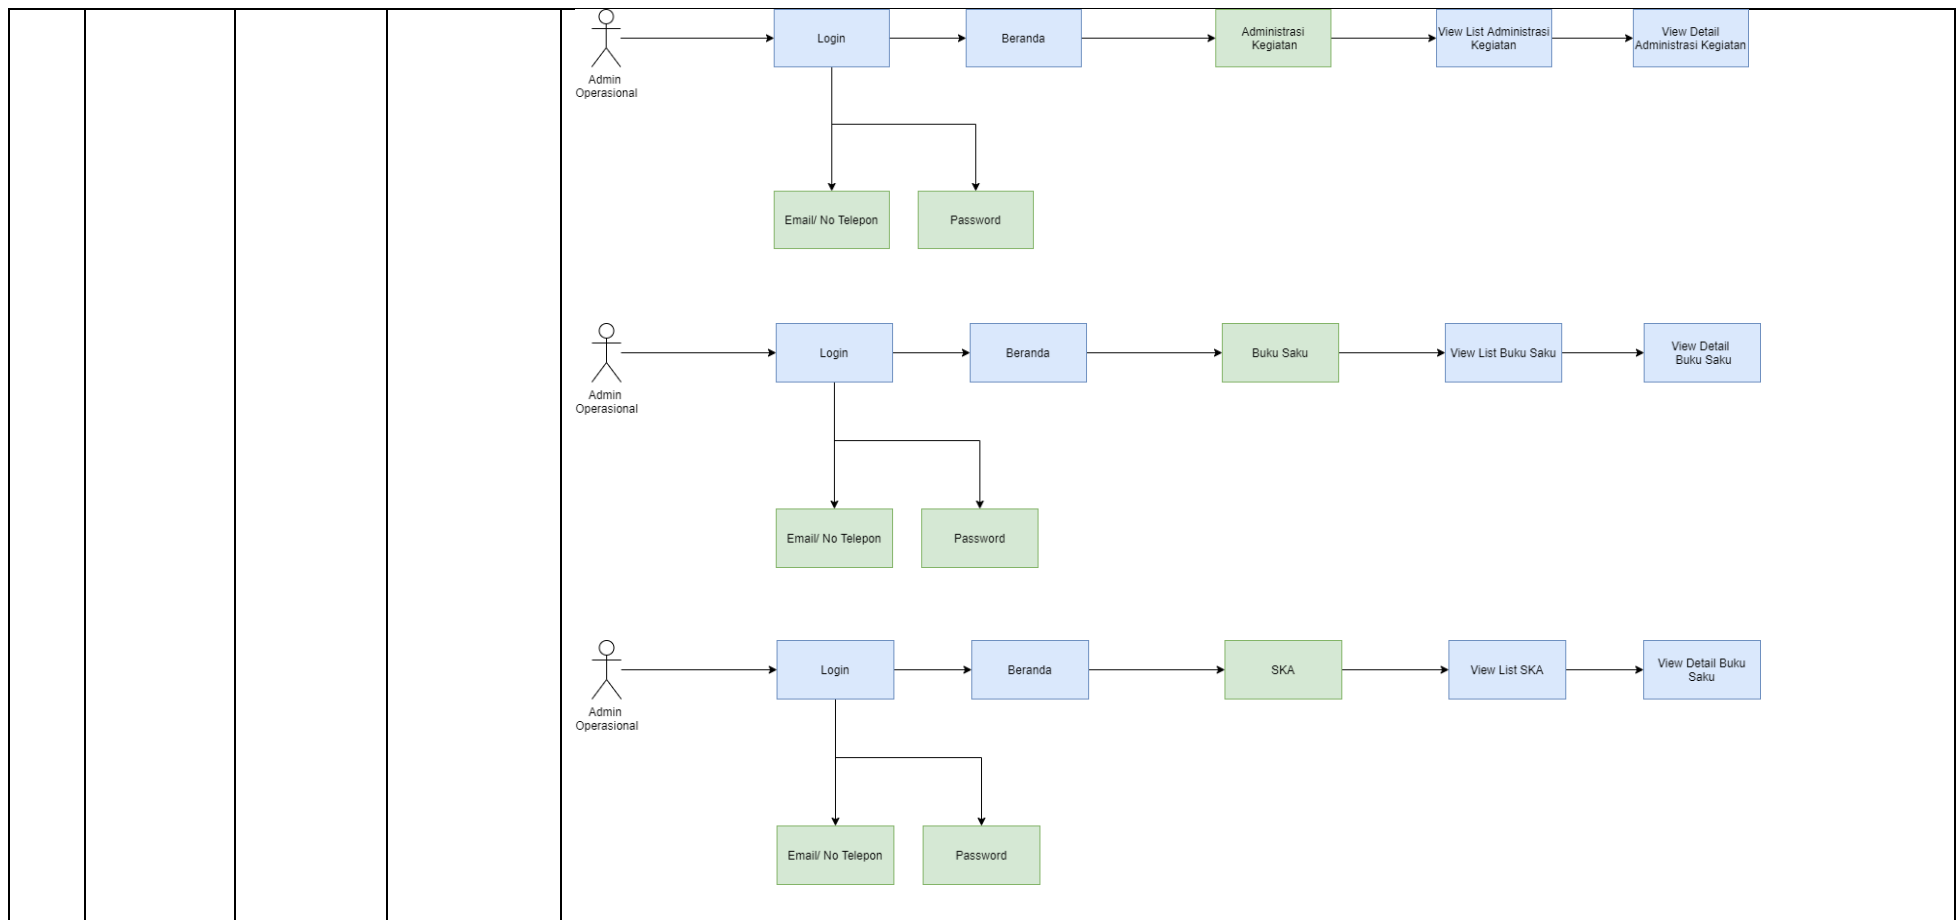 Login
Beranda
Administrasi
Kegiatan
View List Administrasi
Kegiatan
View Detail
Administrasi Kegiatan
Admin
Operasional
Email/ No Telepon
Password
Login
Beranda
Buku Saku
View List Buku Saku
View Detail
Buku Saku
Admin
Operasional
Email/ No Telepon
Password
Login
Beranda
SKA
View List SKA
View Detail Buku
Saku
Admin
Operasional
Email/ No Telepon
Password